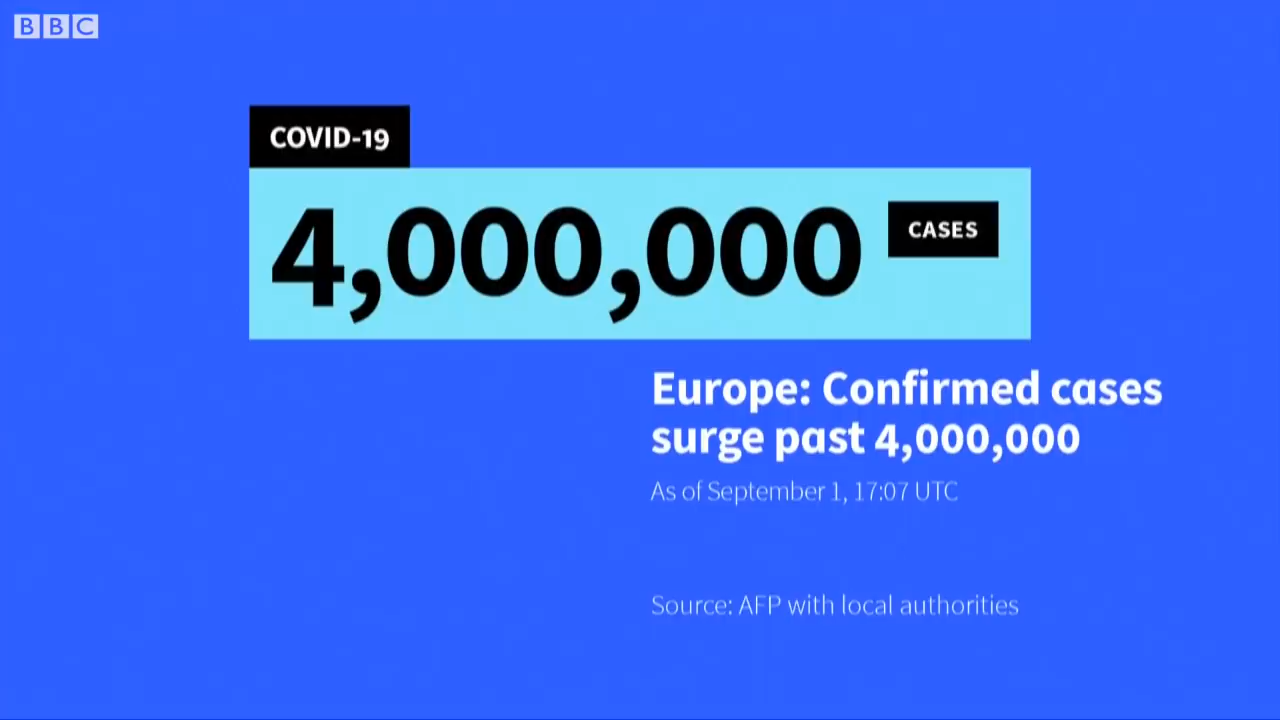 BBC
COVID-19
4,000,000
CASES
Europe: Confirmed cases
surge past 4,000,000
As of September 1, 17:07 UTC
Source: AFP with local authorities